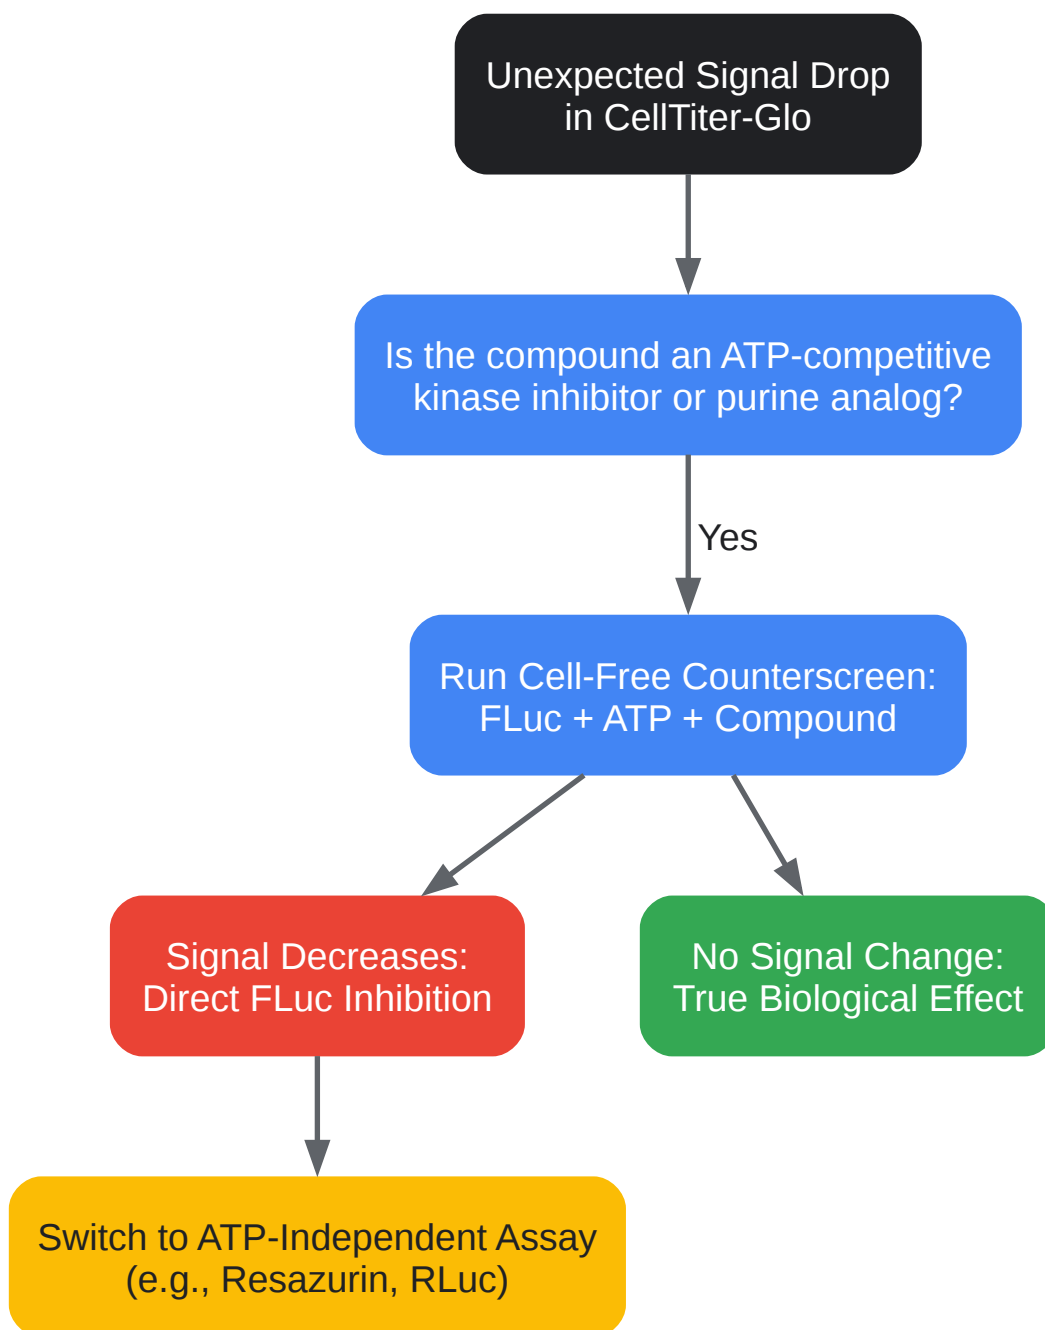 Unexpected Signal Drop
in CellTiter-Glo
Is the compound an ATP-competitive
kinase inhibitor or purine analog?
Yes
Run Cell-Free Counterscreen:
FLuc + ATP + Compound
Signal Decreases:
Direct FLuc Inhibition
No Signal Change:
True Biological Effect
Switch to ATP-Independent Assay
(e.g., Resazurin, RLuc)